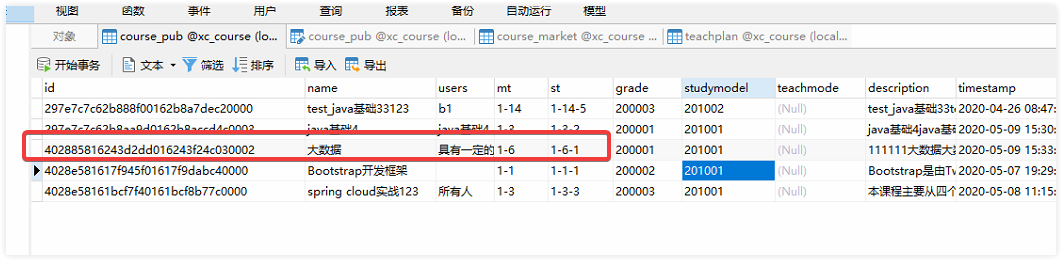 视图 函数 事件 用户 查询 报表 备份 自动运行 模型
对象 course_pub @xc_course (lo... course_pub @xc_course (lo... course_market @xc_course ... teachplan @xc_course (local...
开始事务 文本 筛选 排序 导入 导出
id name users mt st grade studymodel teachmode description timestamp
297e7c7c62b888f00162b8a7dec20000 test_java基础33123 b1 1-14 1-14-5 200003 201002 (Null) test_java基础33 2020-04-26 08:47:
297e7c7c62b8aa9d0162b8accd4c0003 java基础4 java基础4 1-3 1-3-2 200001 201001 (Null) java基础4java基 2020-05-09 15:30:
402885816243d2dd016243f24c030002 大数据 具有一定的 1-6 1-6-1 200001 201001 (Null) 111111大数据大 2020-05-09 15:33:
4028e581617f945f01617f9dabc40000 Bootstrap开发框架 1-1 1-1-1 200002 201001 (Null) Bootstrap是由Tv 2020-05-07 19:29:
4028e58161bcf7f40161bcf8b77c0000 spring cloud实战123 所有人 1-3 1-3-3 200003 201001 (Null) 本课程主要从四个 2020-05-08 11:15: